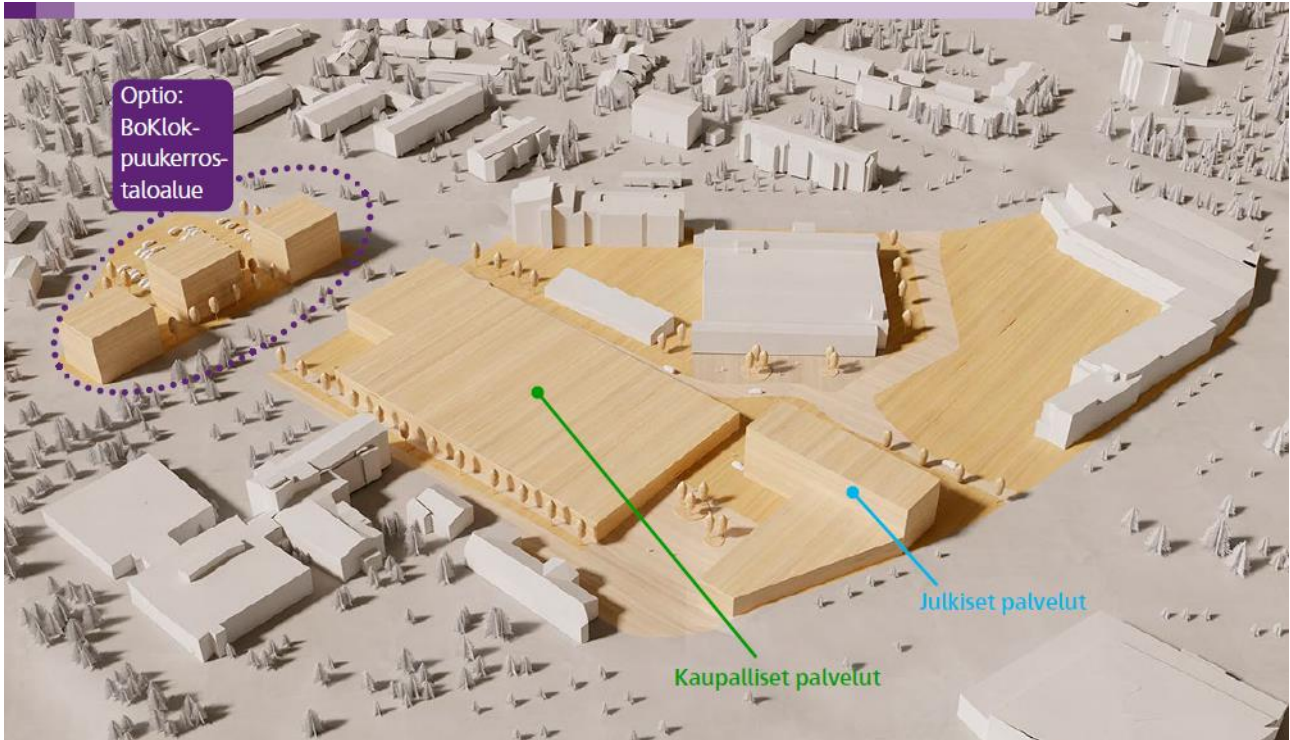 Optio:
BoKlok-
puukerros-
taloalue
Julkiset palvelut
Kaupalliset palvelut